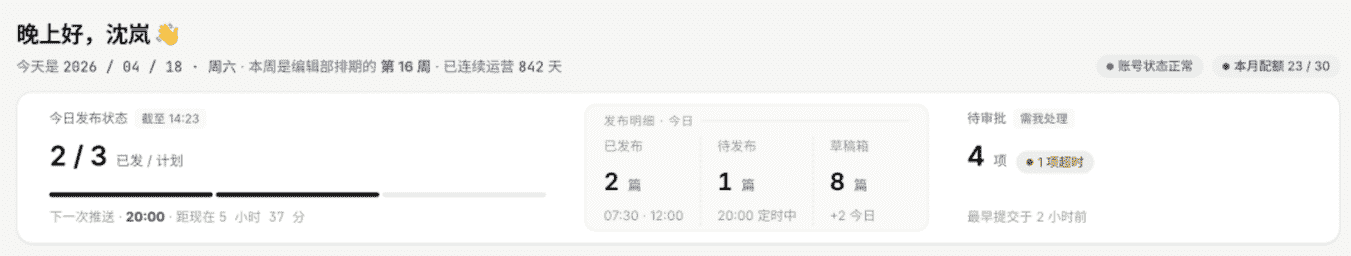 晚上好，沈岚 👋
今天是 2026 / 04 / 18 · 周六 · 本周是编辑部排期的 第 16 周 · 已连续运营 842 天
账号状态正常
本月配额 23 / 30
今日发布状态 截至 14:23
2 / 3 已发 / 计划
下一次推送 · 20:00 · 距现在 5 小时 37 分
发布明细 · 今日
已发布
2 篇
07:30 · 12:00
待发布
1 篇
20:00 定时中
草稿箱
8 篇
+2 今日
待审批 需我处理
4 项 1 项超时
最早提交于 2 小时前